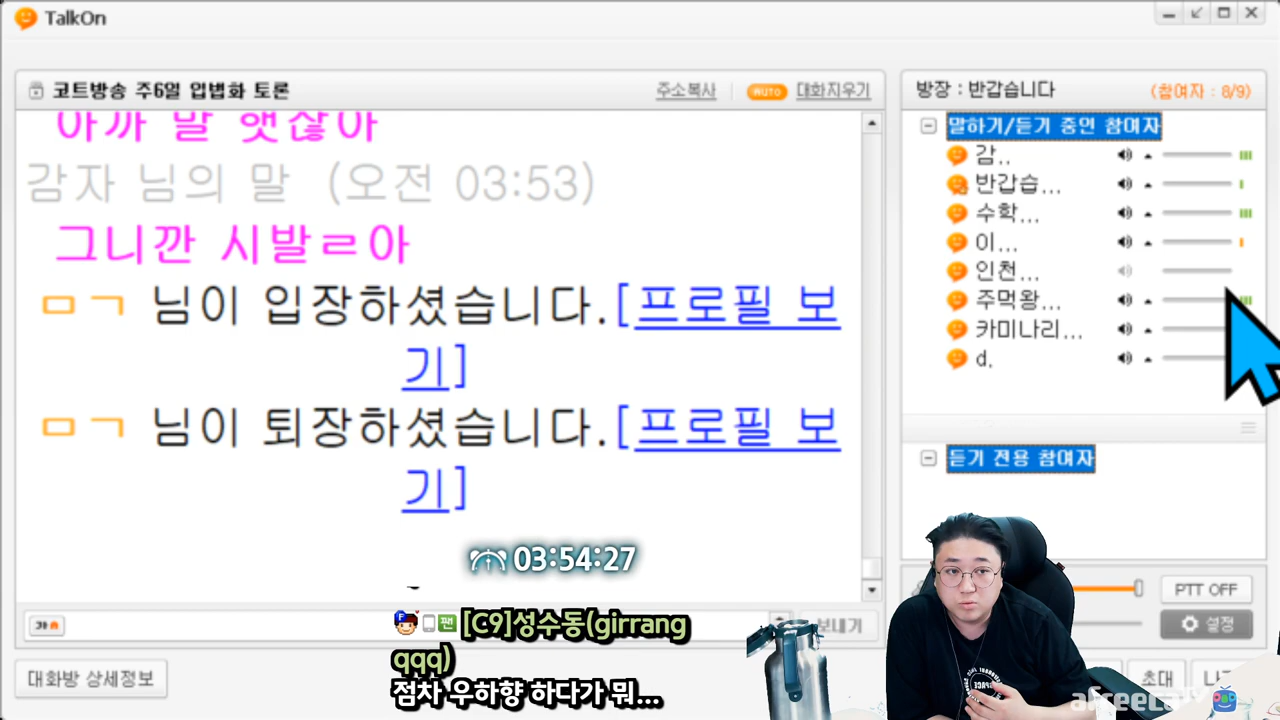 TalkOn
코트방송 주6일 입법화 토론
주소복사
AUTO
대화지우기
아까 말 했잖아
감자 님의 말 (오전 03:53)
그니깐 시발ㄹ아
ㅁㄱ 님이 입장하셨습니다.[프로필 보
기]
ㅁㄱ 님이 퇴장하셨습니다.[프로필 보
기]
03:54:27
[C9]성수동(girrang
qqq)
점차 우하향 하다가 뭐...
보내기
대화방 상세정보
방장 : 반갑습니다
(참여자 : 8/9)
말하기/듣기 중인 참여자
감..
반갑습...
수학...
이...
인천...
주먹왕...
카미나리...
d.
듣기 전용 참여자
PTT OFF
설정
초대
afreecaTV